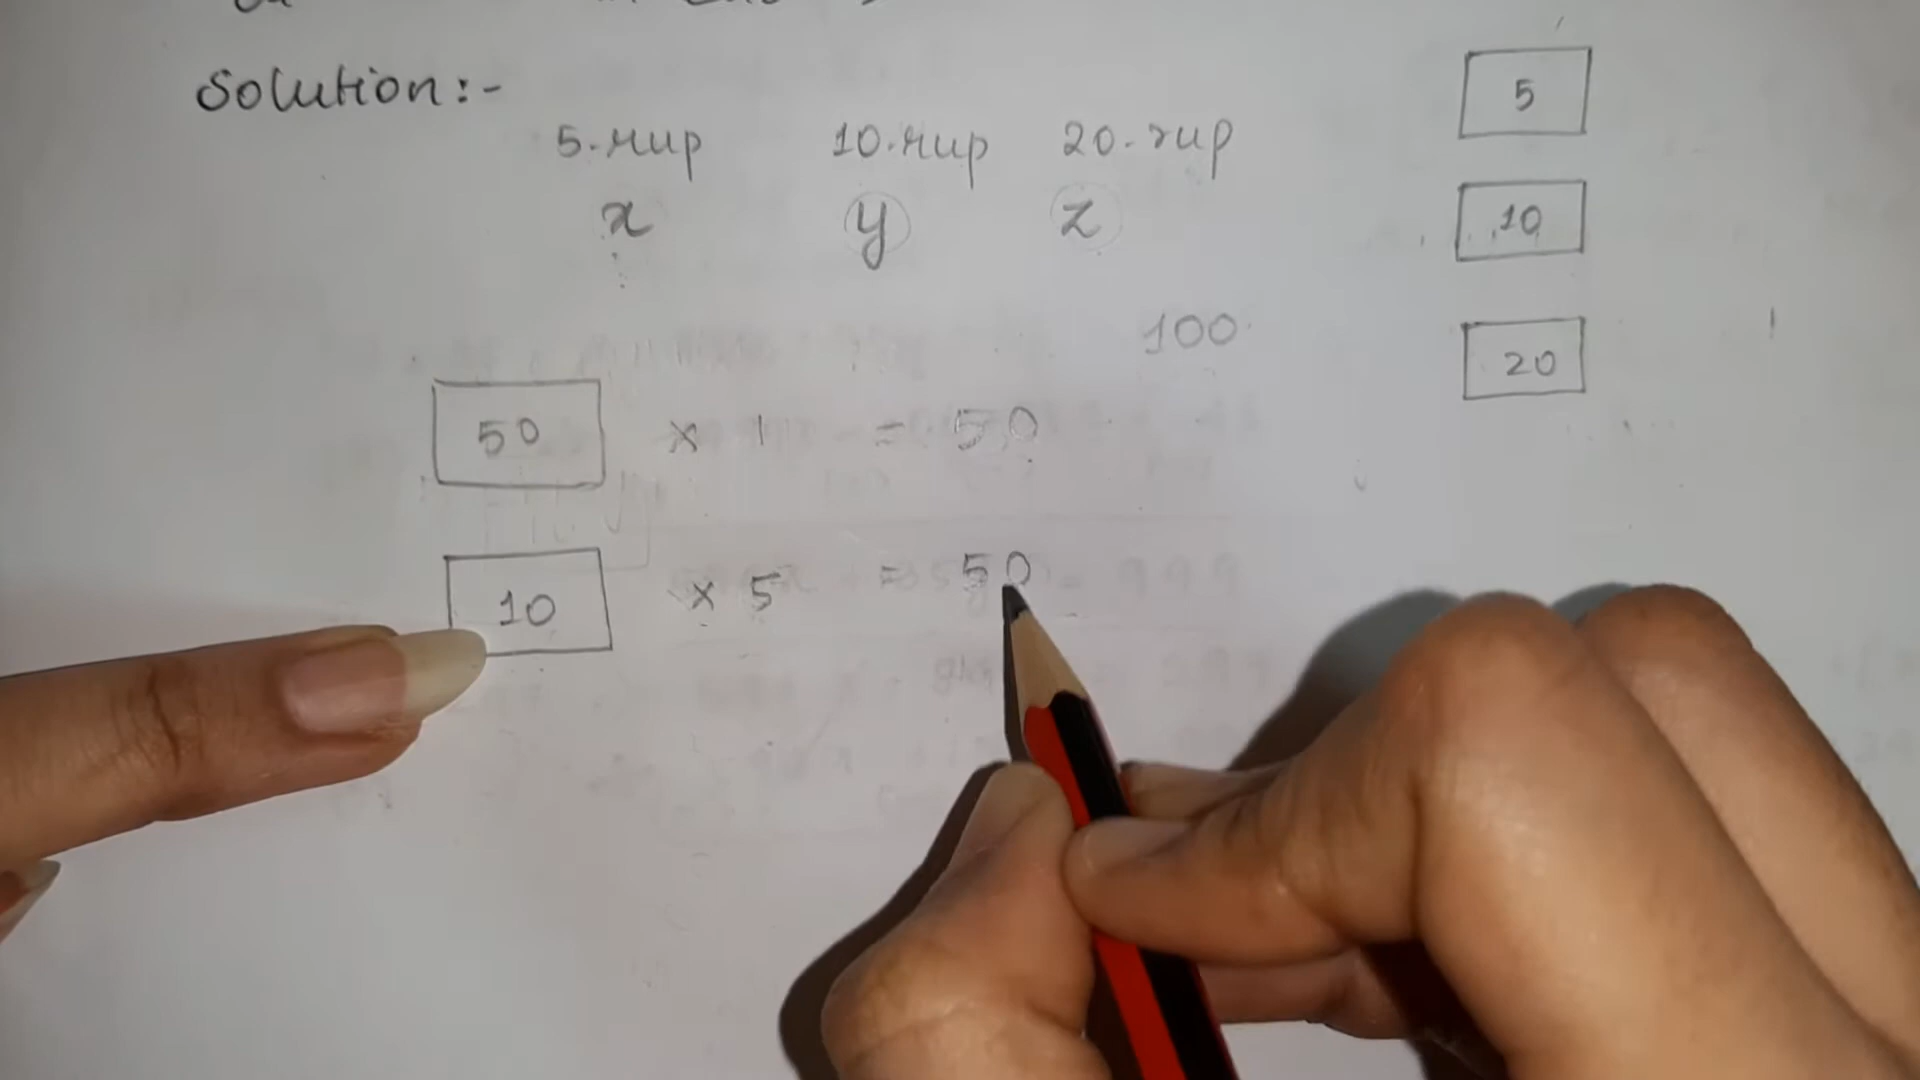 Solution:-
5.rup 10.rup 20.rup
x y z
5
10
20
100
50 × 1 = 50
10 × 5 = 50